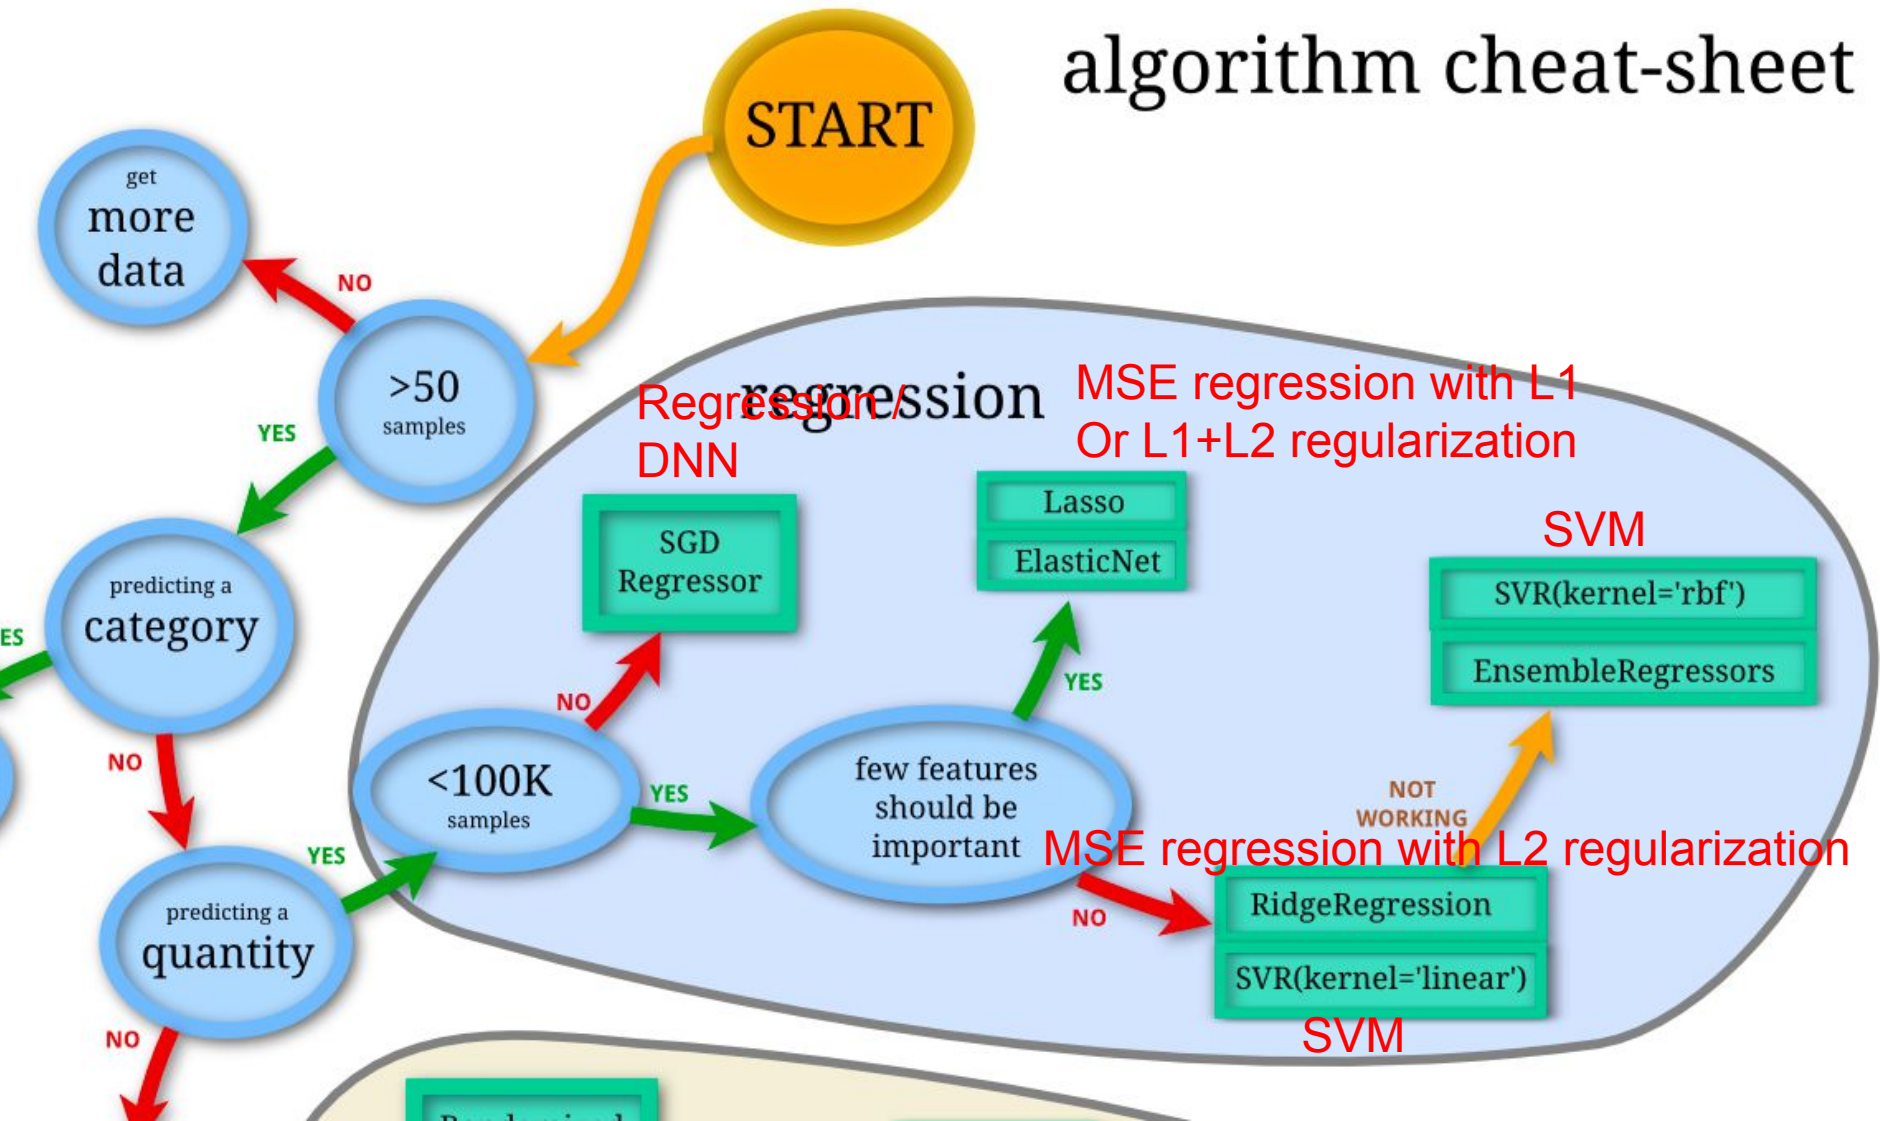 algorithm cheat-sheet
START
get
more
data
NO
>50
samples
YES
regression
Regression /
DNN
MSE regression with L1
Or L1+L2 regularization
Lasso
ElasticNet
SGD
Regressor
SVM
SVR(kernel='rbf')
EnsembleRegressors
predicting a
category
ES
NO
NO
YES
<100K
samples
YES
few features
should be
important
NOT
WORKING
MSE regression with L2 regularization
YES
NO
RidgeRegression
SVR(kernel='linear')
SVM
predicting a
quantity
NO